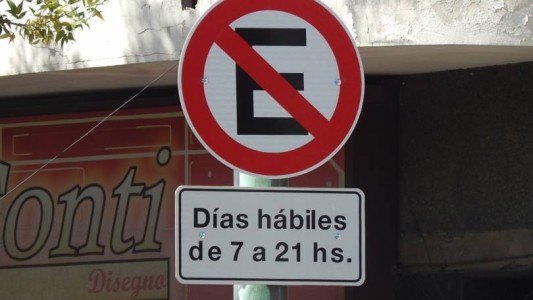 E
Días hábiles
de 7 a 21 hs.
onti
Disegno